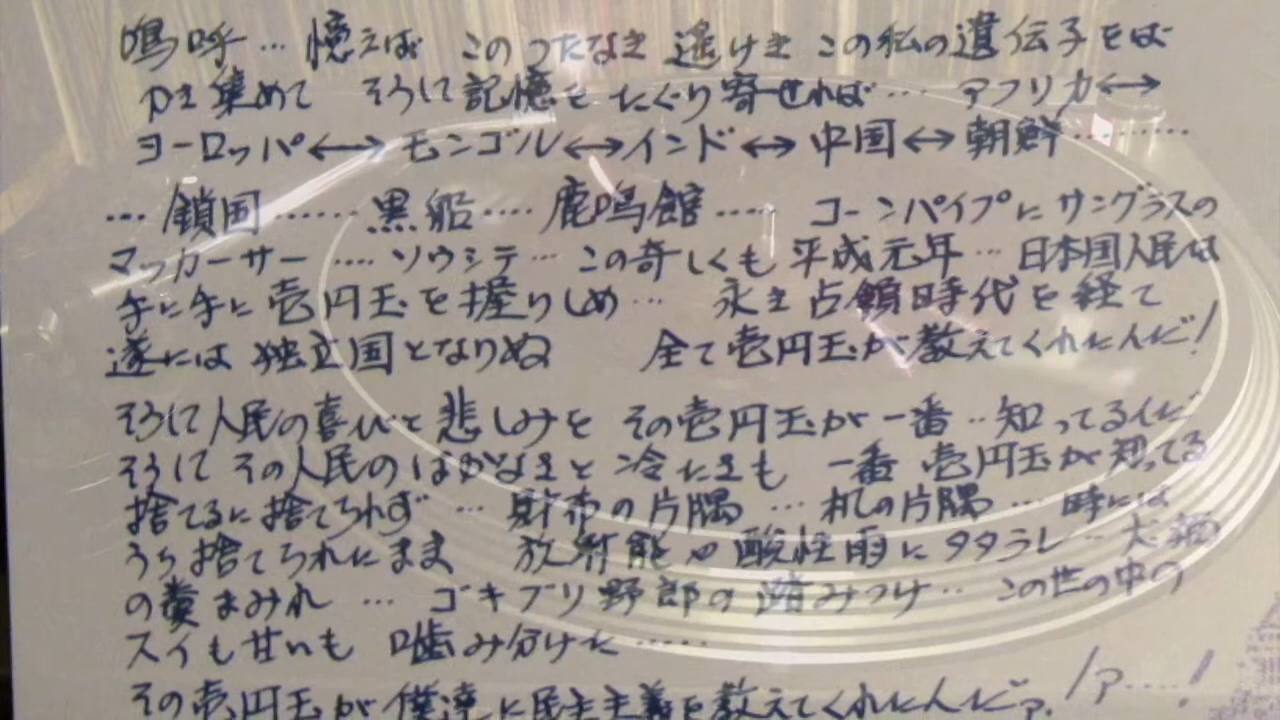 嗚呼… 憶えば このつたなき 遥けき この私の遺伝子をば
かき集めて そうして記憶を たぐり寄せれば…… アフリカ↔
ヨーロッパ↔モンゴル↔インド↔中国↔朝鮮………
… 鎖国…… 黒船…… 鹿鳴館…… コーンパイプにサングラスの
マッカーサー …… ソウシテ… この奇しくも 平成元年… 日本国人民は
手に手に 壱円玉を握りしめ… 永き占領時代を経て
遂には 独立国となりぬ 全て壱円玉が教えてくれたんだ!
そうして人民の喜びと悲しみを その壱円玉が一番‥知ってるんだ
そうして その人民の はかなさと 冷たさも 一番 壱円玉が知ってる
捨てるに捨てられず … 財布の片隅 … 机の片隅 … 時には
うち捨てられたまま 放射能や酸性雨にタタラレ‥犬猫
の糞まみれ … ゴキブリ野郎の踏みつけ‥ この世の中の
スイも甘いも 噛み分けた ……
その壱円玉が僕達に民主主義を教えてくれたんだァ!ア……!